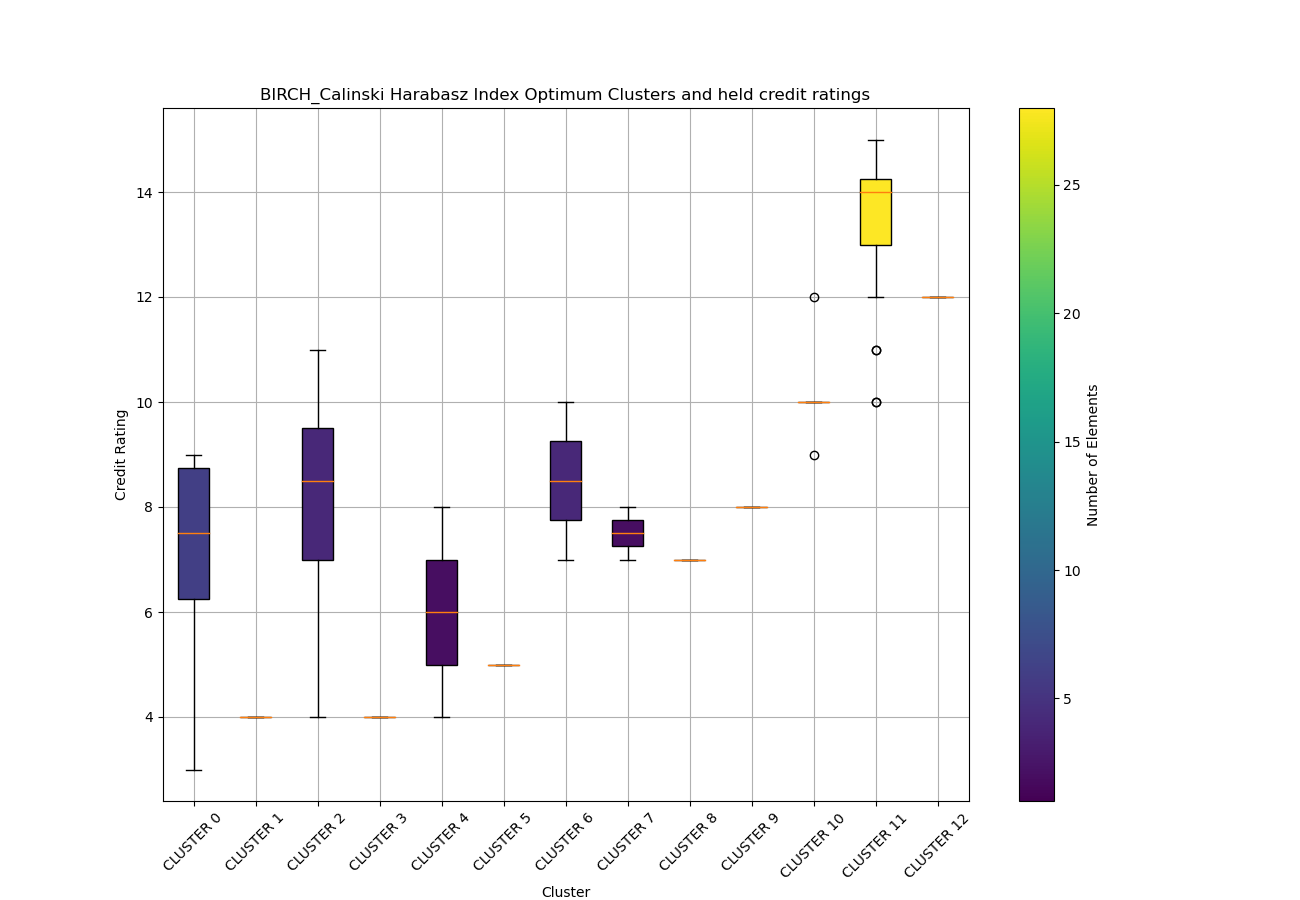 BIRCH_Calinski Harabasz Index Optimum Clusters and held credit ratings
14
12
10
8
6
4
Credit Rating
CLUSTER 0
CLUSTER 1
CLUSTER 2
CLUSTER 3
CLUSTER 4
CLUSTER 5
CLUSTER 6
CLUSTER 7
CLUSTER 8
CLUSTER 9
CLUSTER 10
CLUSTER 11
CLUSTER 12
Cluster
25
20
15
10
5
Number of Elements